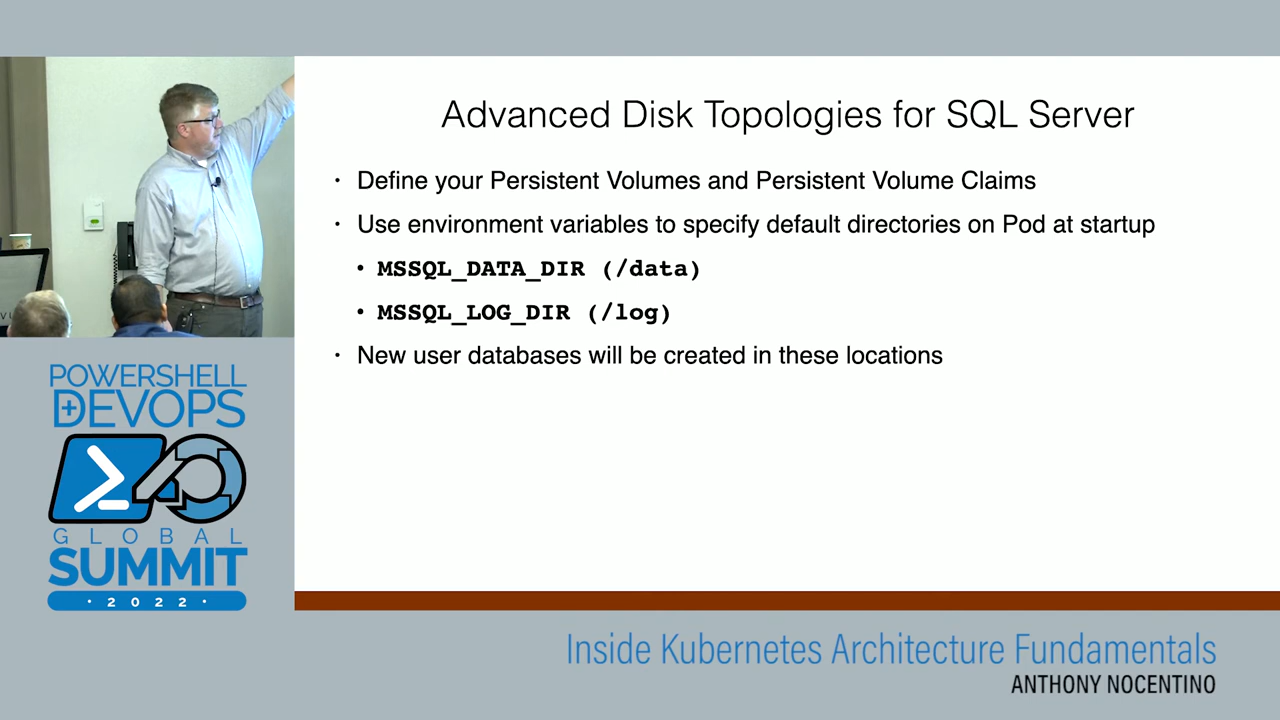 Advanced Disk Topologies for SQL Server
• Define your Persistent Volumes and Persistent Volume Claims
• Use environment variables to specify default directories on Pod at startup
• MSSQL_DATA_DIR (/data)
• MSSQL_LOG_DIR (/log)
• New user databases will be created in these locations
POWERSHELL
DEVOPS
GLOBAL
SUMMIT
· 2022 ·
Inside Kubernetes Architecture Fundamentals
ANTHONY NOCENTINO